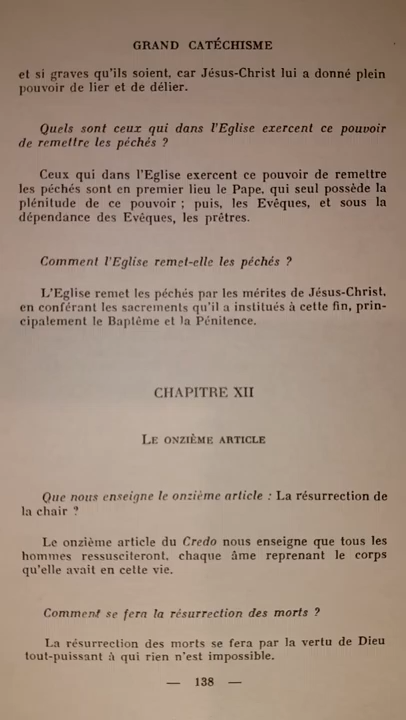 GRAND CATÉCHISME
et si graves qu'ils soient, car Jésus-Christ lui a donné plein
pouvoir de lier et de délier.
Quels sont ceux qui dans l'Eglise exercent ce pouvoir
de remettre les péchés ?
Ceux qui dans l'Eglise exercent ce pouvoir de remettre
les péchés sont en premier lieu le Pape, qui seul possède la
plénitude de ce pouvoir ; puis, les Evêques, et sous la
dépendance des Evêques, les prêtres.
Comment l'Eglise remet-elle les péchés ?
L'Eglise remet les péchés par les mérites de Jésus-Christ,
en conférant les sacrements qu'il a institués à cette fin, prin-
cipalement le Baptême et la Pénitence.
CHAPITRE XII
LE ONZIÈME ARTICLE
Que nous enseigne le onzième article : La résurrection de
la chair ?
Le onzième article du Credo nous enseigne que tous les
hommes ressusciteront, chaque âme reprenant le corps
qu'elle avait en cette vie.
Comment se fera la résurrection des morts ?
La résurrection des morts se fera par la vertu de Dieu
tout-puissant à qui rien n'est impossible.
— 138 —